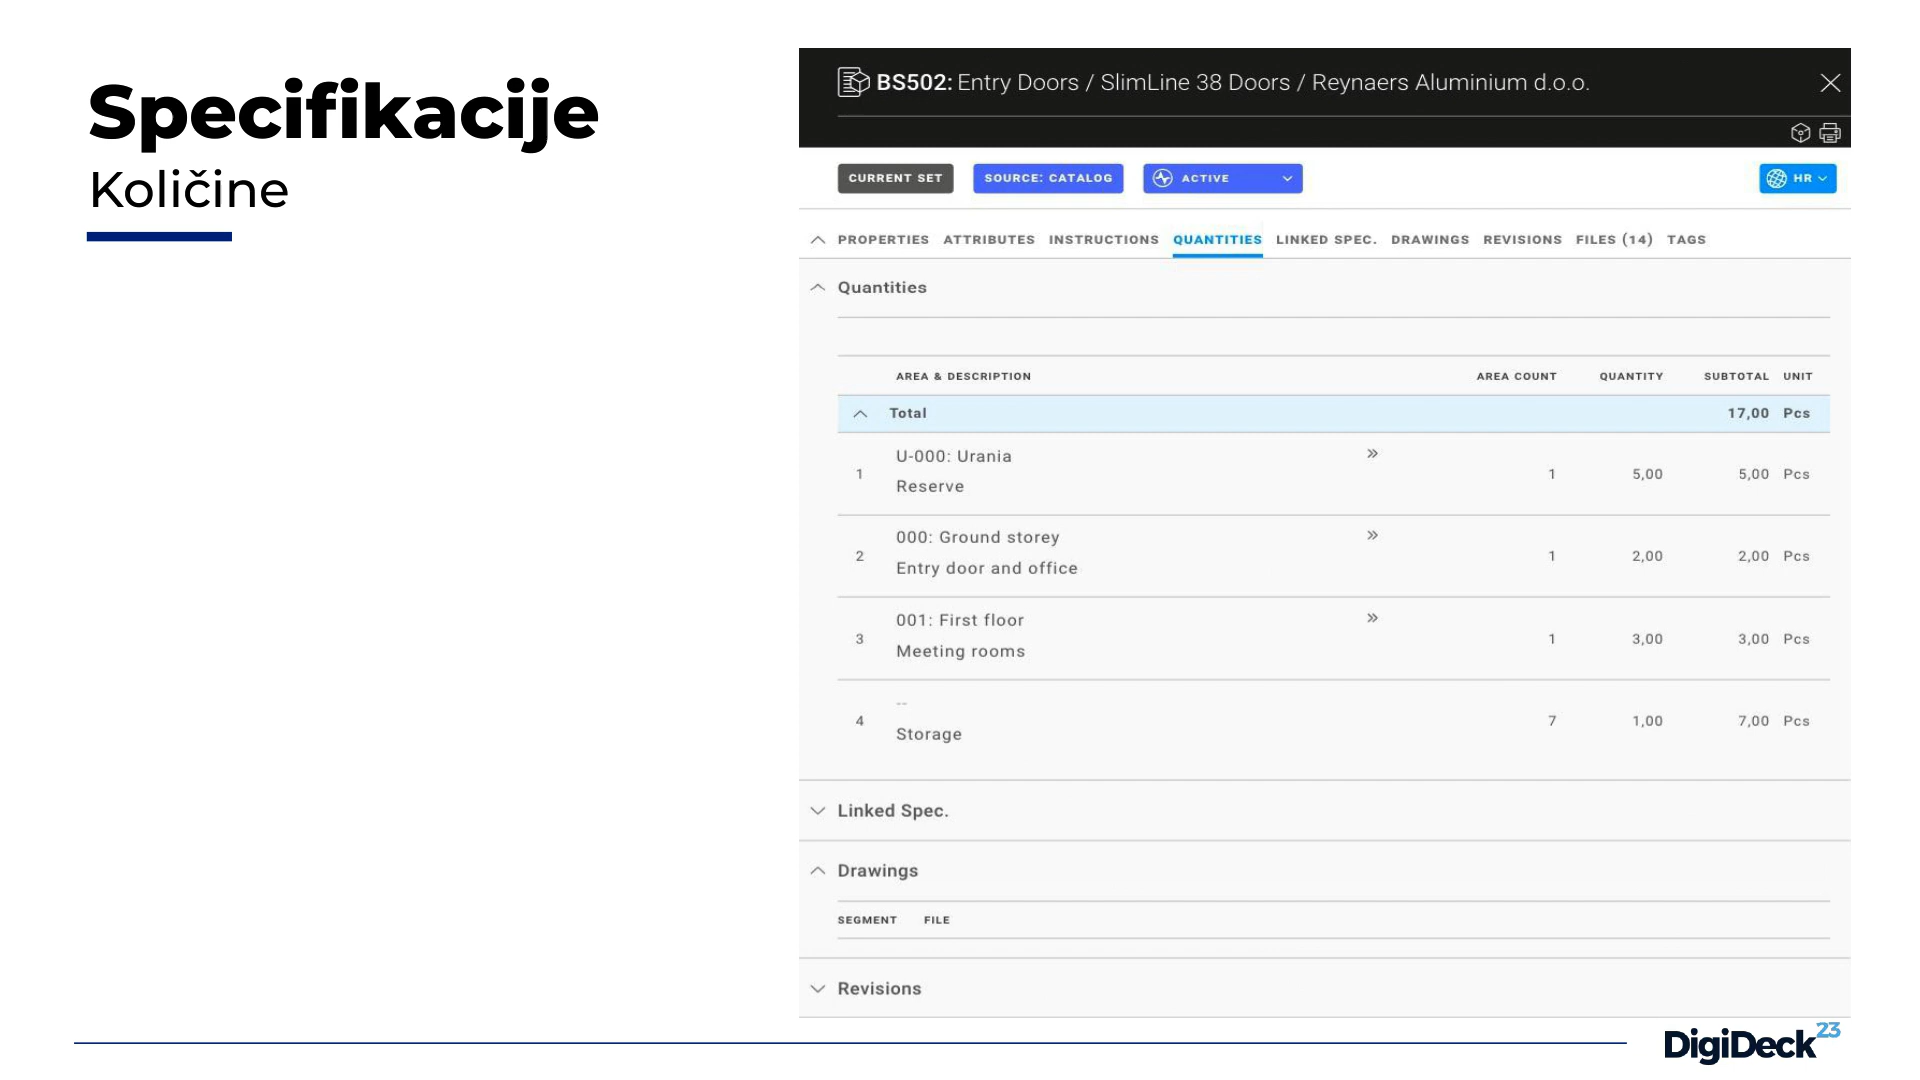 Specifikacije
Količine
BS502: Entry Doors / SlimLine 38 Doors / Reynaers Aluminium d.o.o.
CURRENT SET SOURCE: CATALOG ACTIVE HR
PROPERTIES ATTRIBUTES INSTRUCTIONS QUANTITIES LINKED SPEC. DRAWINGS REVISIONS FILES (14) TAGS
Quantities
AREA & DESCRIPTION AREA COUNT QUANTITY SUBTOTAL UNIT
Total 17,00 Pcs
U-000: Urania »
1 1 5,00 5,00 Pcs
Reserve
000: Ground storey »
2 1 2,00 2,00 Pcs
Entry door and office
001: First floor »
3 1 3,00 3,00 Pcs
Meeting rooms
--
4 7 1,00 7,00 Pcs
Storage
Linked Spec.
Drawings
SEGMENT FILE
Revisions
DigiDeck23